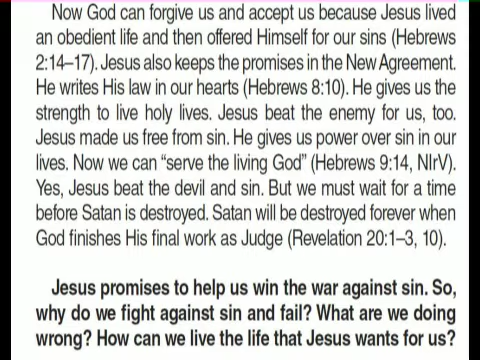 Now God can forgive us and accept us because Jesus lived
an obedient life and then offered Himself for our sins (Hebrews
2:14–17). Jesus also keeps the promises in the New Agreement.
He writes His law in our hearts (Hebrews 8:10). He gives us the
strength to live holy lives. Jesus beat the enemy for us, too.
Jesus made us free from sin. He gives us power over sin in our
lives. Now we can “serve the living God” (Hebrews 9:14, NIrV).
Yes, Jesus beat the devil and sin. But we must wait for a time
before Satan is destroyed. Satan will be destroyed forever when
God finishes His final work as Judge (Revelation 20:1–3, 10).
Jesus promises to help us win the war against sin. So,
why do we fight against sin and fail? What are we doing
wrong? How can we live the life that Jesus wants for us?